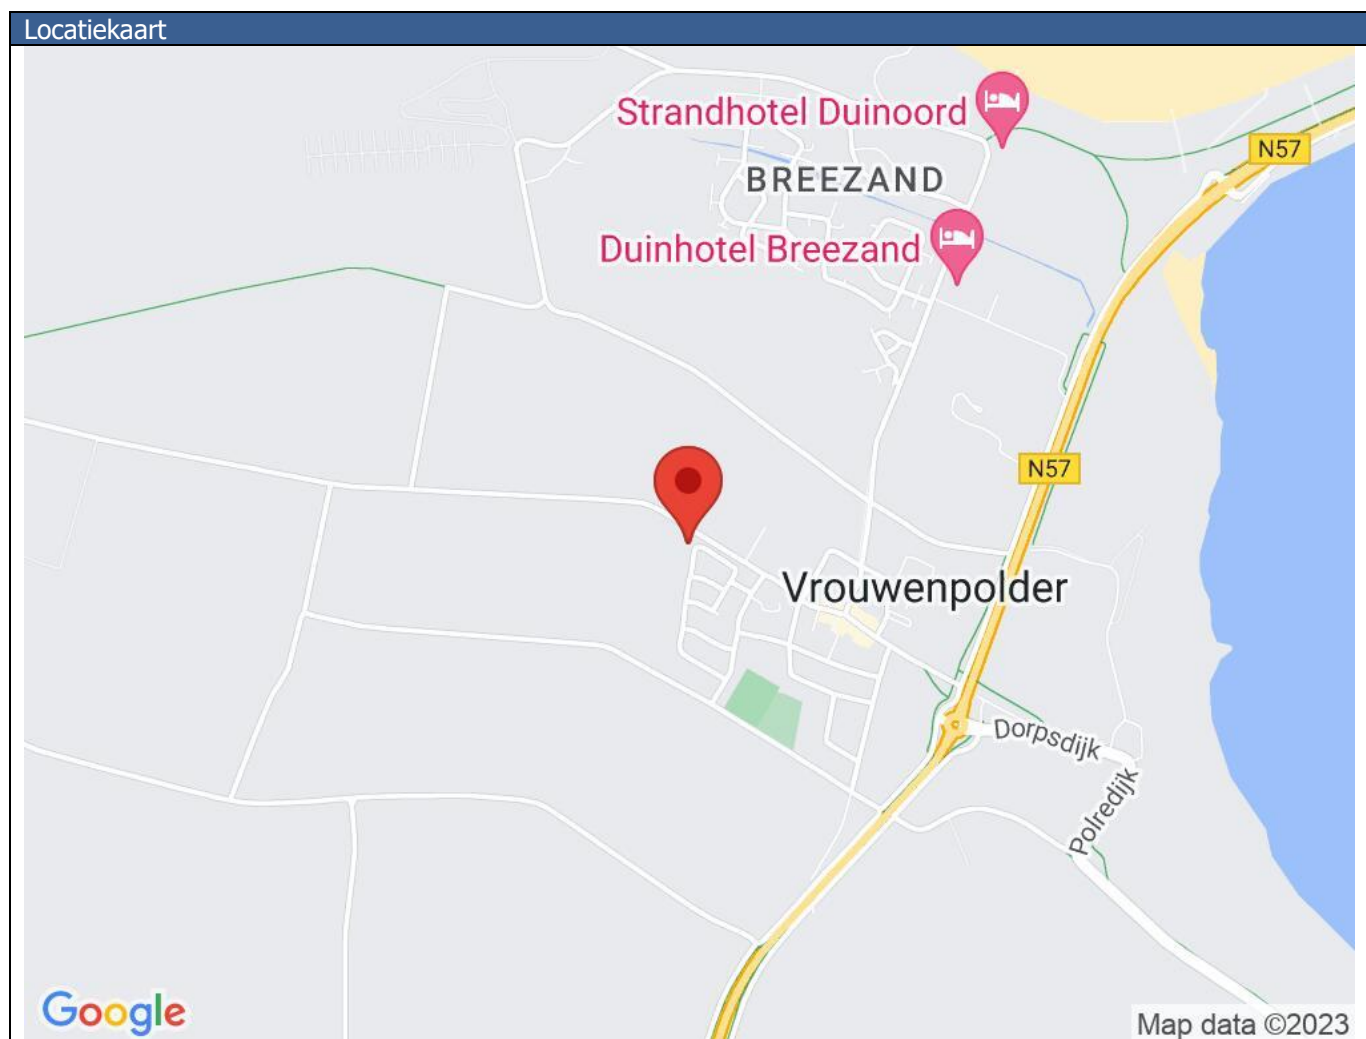 Locatiekaart
Strandhotel Duinoord
N57
BREEZAND
Duinhotel Breezand
N57
Vrouwenpolder
Dorpsdijk
Polredijk
Google
Map data ©2023